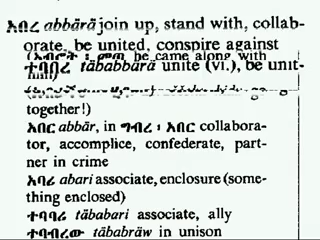 አበረ abbärä join up, stand with, collab-
orate, be united, conspire against
(አብሮት ፡ መጣ he came along with
ተባበረ täbabbärä unite (vi.), be unit-
together!)
አበር abbär, in ግብረ ፡ አበር collabora-
tor, accomplice, confederate, part-
ner in crime
አባሪ abari associate, enclosure (some-
thing enclosed)
ተባባሪ täbabari associate, ally
ተባብረው täbabräw in unison